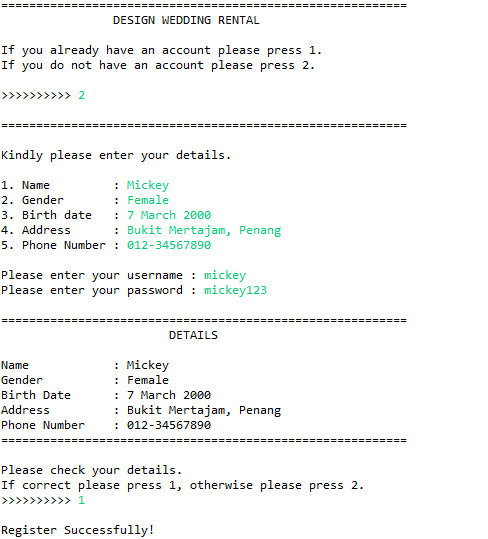 ==========================================================
DESIGN WEDDING RENTAL
If you already have an account please press 1.
If you do not have an account please press 2.
>>>>>>>>>> 2
==========================================================
Kindly please enter your details.
1. Name : Mickey
2. Gender : Female
3. Birth date : 7 March 2000
4. Address : Bukit Mertajam, Penang
5. Phone Number : 012-34567890
Please enter your username : mickey
Please enter your password : mickey123
==========================================================
DETAILS
Name : Mickey
Gender : Female
Birth Date : 7 March 2000
Address : Bukit Mertajam, Penang
Phone Number : 012-34567890
==========================================================
Please check your details.
If correct please press 1, otherwise please press 2.
>>>>>>>>>> 1
Register Successfully!